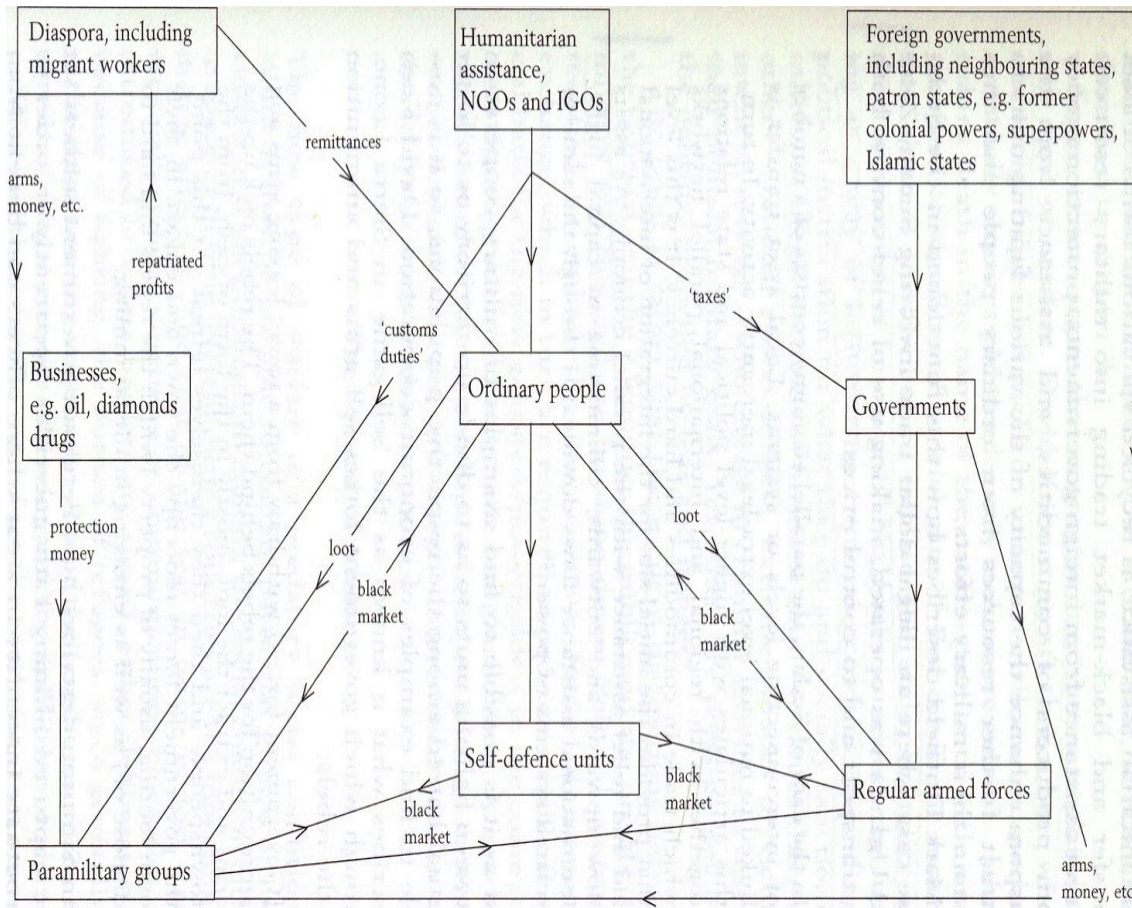 Diaspora, including
migrant workers
Humanitarian
assistance,
NGOs and IGOs
Foreign governments,
including neighbouring states,
patron states, e.g. former
colonial powers, superpowers,
Islamic states
remittances
arms,
money, etc.
repatriated
profits
'taxes'
'customs
duties'
Businesses,
e.g. oil, diamonds
drugs
Ordinary people
Governments
protection
money
loot
black
market
loot
black
market
Self-defence units
black
market
black
market
Regular armed forces
Paramilitary groups
arms,
money, etc